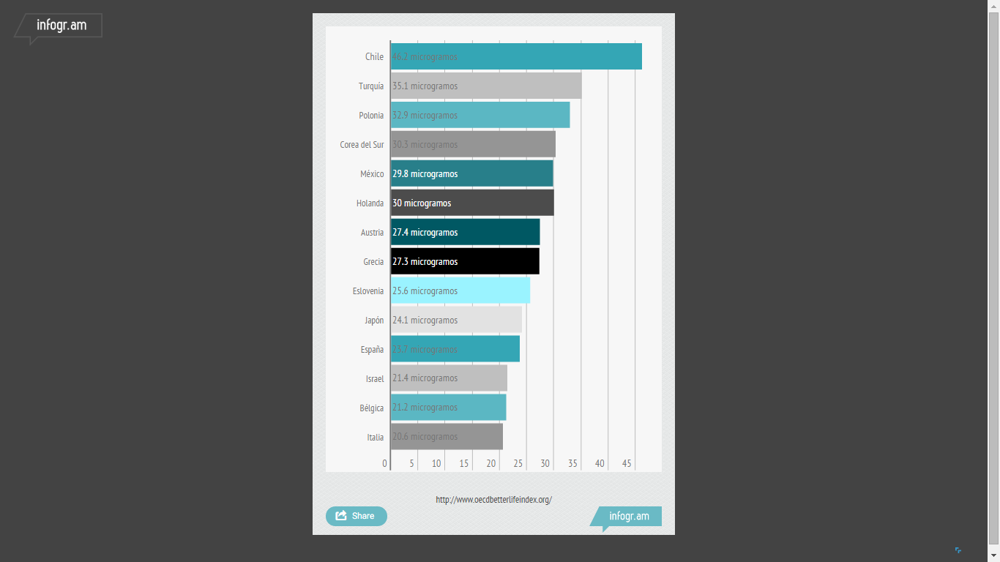 infogr.am
Chile 46.2 microgramos
Turquía 35.1 microgramos
Polonia 32.9 microgramos
Corea del Sur 30.3 microgramos
México 29.8 microgramos
Holanda 30 microgramos
Austria 27.4 microgramos
Grecia 27.3 microgramos
Eslovenia 25.6 microgramos
Japón 24.1 microgramos
España 23.7 microgramos
Israel 21.4 microgramos
Bélgica 21.2 microgramos
Italia 20.6 microgramos
0 5 10 15 20 25 30 35 40 45
http://www.oecdbetterlifeindex.org/
Share infogr.am